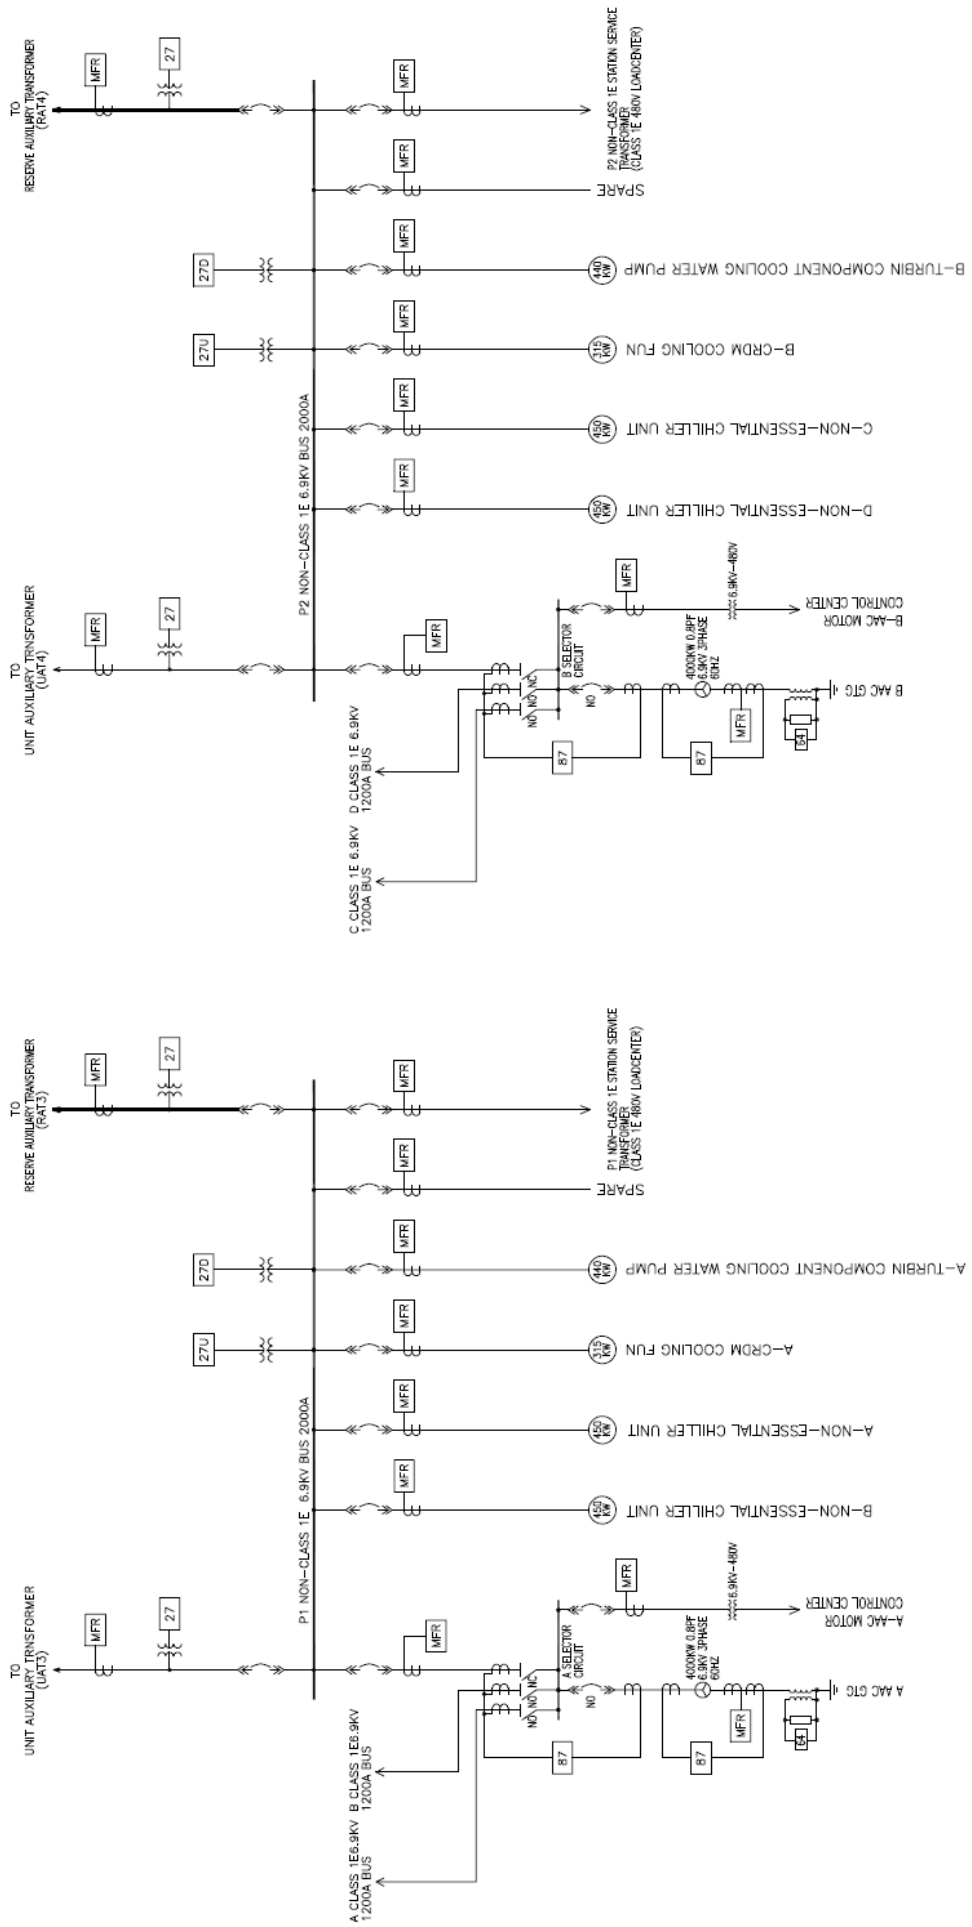 TO
UNIT AUXILIARY TRNSFORMER
(UAT3)
MFR
27
TO
RESERVE AUXILIARY TRANSFORMER
(RAT3)
MFR
27
27U
27D
P1 NON-CLASS 1E 6.9KV BUS 2000A
MFR
MFR
MFR
MFR
MFR
MFR
MFR
A CLASS 1E6.9KV
1200A BUS
B CLASS 1E6.9KV
1200A BUS
NO
NO
NC
A SELECTOR
CIRCUIT
NO
87
MFR
6.9KV-480V
A-AAC MOTOR
CONTROL CENTER
4000KW 0.8PF
6.9KV 3PHASE
60HZ
87
MFR
64
A AAC GTG
450
KW
B-NON-ESSENTIAL CHILLER UNIT
450
KW
A-NON-ESSENTIAL CHILLER UNIT
315
KW
A-CRDM COOLING FUN
440
KW
A-TURBIN COMPONENT COOLING WATER PUMP
SPARE
P1 NON-CLASS 1E STATION SERVICE
TRANSFORMER
(CLASS 1E 480V LOADCENTER)
TO
UNIT AUXILIARY TRNSFORMER
(UAT4)
MFR
27
TO
RESERVE AUXILIARY TRANSFORMER
(RAT4)
MFR
27
27U
27D
P2 NON-CLASS 1E 6.9KV BUS 2000A
MFR
MFR
MFR
MFR
MFR
MFR
MFR
C CLASS 1E 6.9KV
1200A BUS
D CLASS 1E 6.9KV
1200A BUS
NO
NO
NC
B SELECTOR
CIRCUIT
NO
87
MFR
6.9KV-480V
B-AAC MOTOR
CONTROL CENTER
4000KW 0.8PF
6.9KV 3PHASE
60HZ
87
MFR
64
B AAC GTG
450
KW
D-NON-ESSENTIAL CHILLER UNIT
450
KW
C-NON-ESSENTIAL CHILLER UNIT
315
KW
B-CRDM COOLING FUN
440
KW
B-TURBIN COMPONENT COOLING WATER PUMP
SPARE
P2 NON-CLASS 1E STATION SERVICE
TRANSFORMER
(CLASS 1E 480V LOADCENTER)